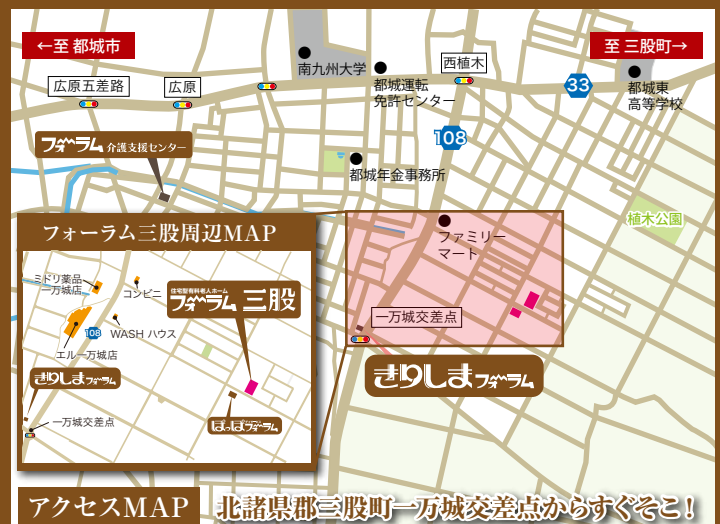 ←至 都城市
至 三股町→
南九州大学
西植木
都城運転
免許センター
33
都城東
高等学校
広原五差路
広原
108
フォーラム 介護支援センター
都城年金事務所
植木公園
ファミリー
マート
一万城交差点
きりしまフォーラム
フォーラム三股周辺MAP
ミドリ薬品
一万城店
コンビニ
住宅型有料老人ホーム
フォーラム 三股
108
WASH ハウス
エルー万城店
きりしまフォーラム
一万城交差点
ぽっぽフォーラム
アクセスMAP
北諸県郡三股町一万城交差点からすぐそこ!